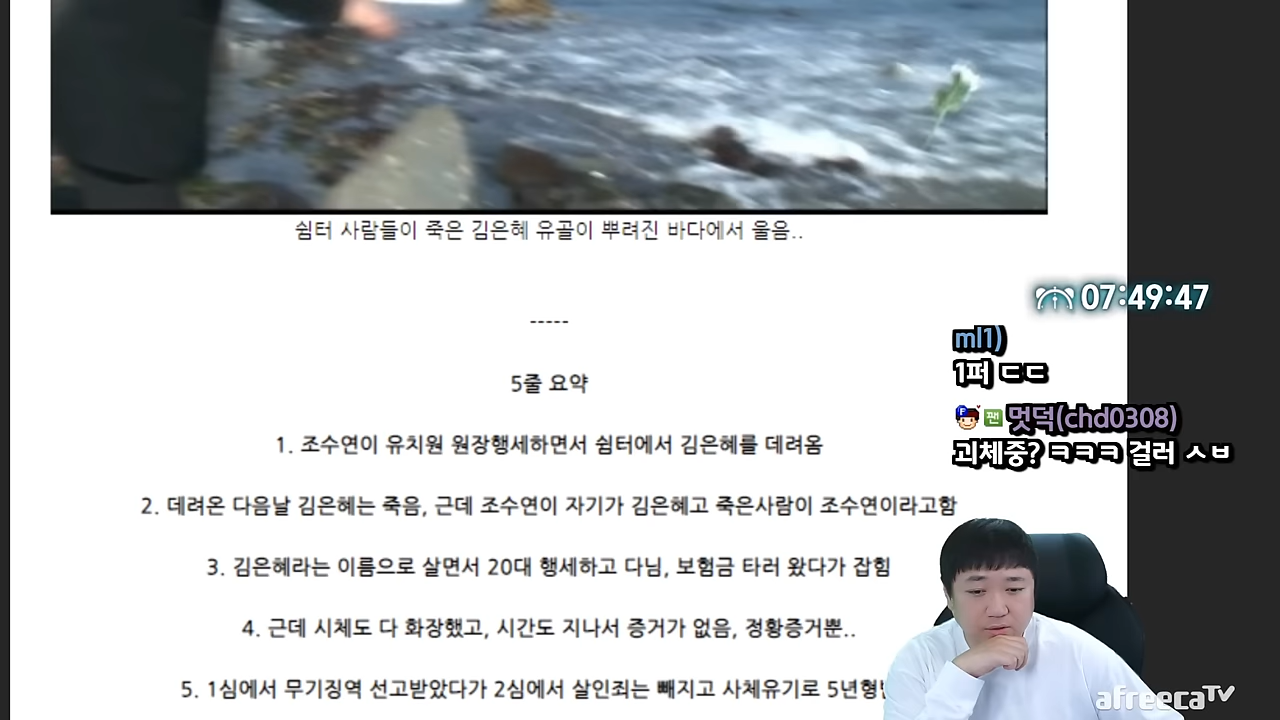 쉼터 사람들이 죽은 김은혜 유골이 뿌려진 바다에서 울음..
-----
5줄 요약
1. 조수연이 유치원 원장행세하면서 쉼터에서 김은혜를 데려옴
2. 데려온 다음날 김은혜는 죽음, 근데 조수연이 자기가 김은혜고 죽은사람이 조수연이라고함
3. 김은혜라는 이름으로 살면서 20대 행세하고 다님, 보험금 타러 왔다가 잡힘
4. 근데 시체도 다 화장했고, 시간도 지나서 증거가 없음, 정황증거뿐..
5. 1심에서 무기징역 선고받았다가 2심에서 살인죄는 빠지고 사체유기로
07:49:47
ml1)
1퍼 ㄷㄷ
F 팬 멋덕(chd0308)
괴체중? ㅋㅋㅋ 걸러 ㅅㅂ
afreecaTV